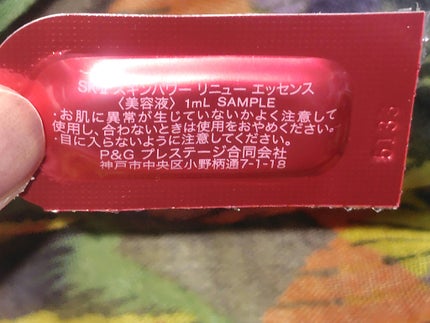 SK-II スキンパワー リニュー エッセンス
〈美容液〉 1mL SAMPLE
・お肌に異常が生じていないかよく注意して
使用し、合わないときは使用をおやめください。
・目に入らないように注意してください。
P&G プレステージ合同会社
神戸市中央区小野柄通7-1-18